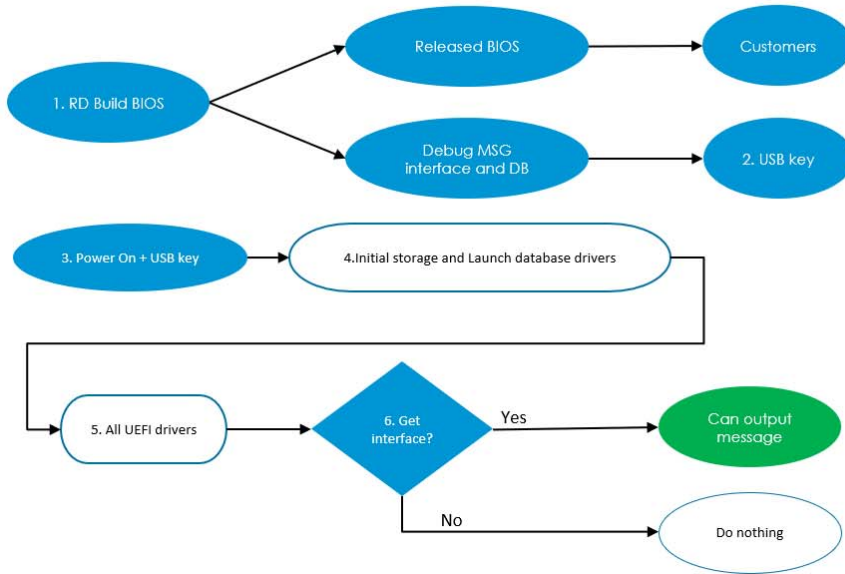 Released BIOS
Customers
1. RD Build BIOS
Debug MSG
interface and DB
2. USB key
3. Power On + USB key
4.Initial storage and Launch database drivers
5. All UEFI drivers
6. Get
interface?
Yes
Can output
message
No
Do nothing